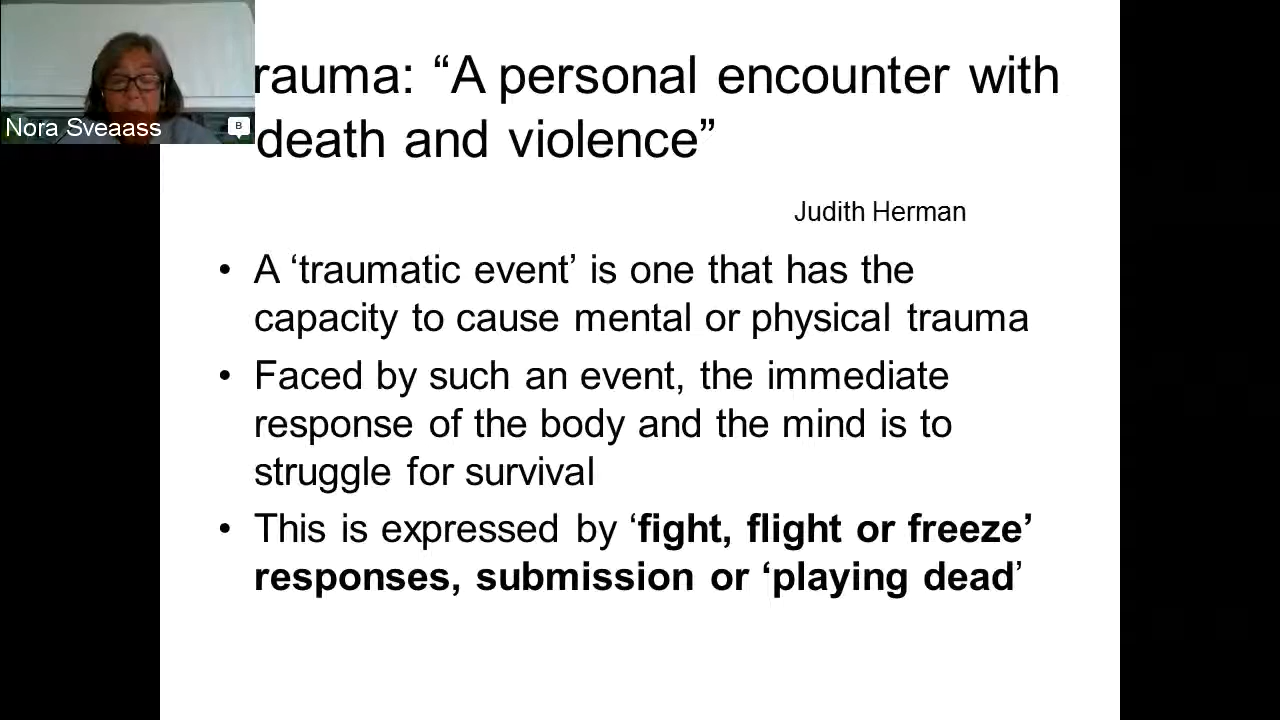 rauma: “A personal encounter with
death and violence”
Nora Sveaass
B
Judith Herman
• A ‘traumatic event’ is one that has the
capacity to cause mental or physical trauma
• Faced by such an event, the immediate
response of the body and the mind is to
struggle for survival
• This is expressed by ‘fight, flight or freeze’
responses, submission or ‘playing dead’